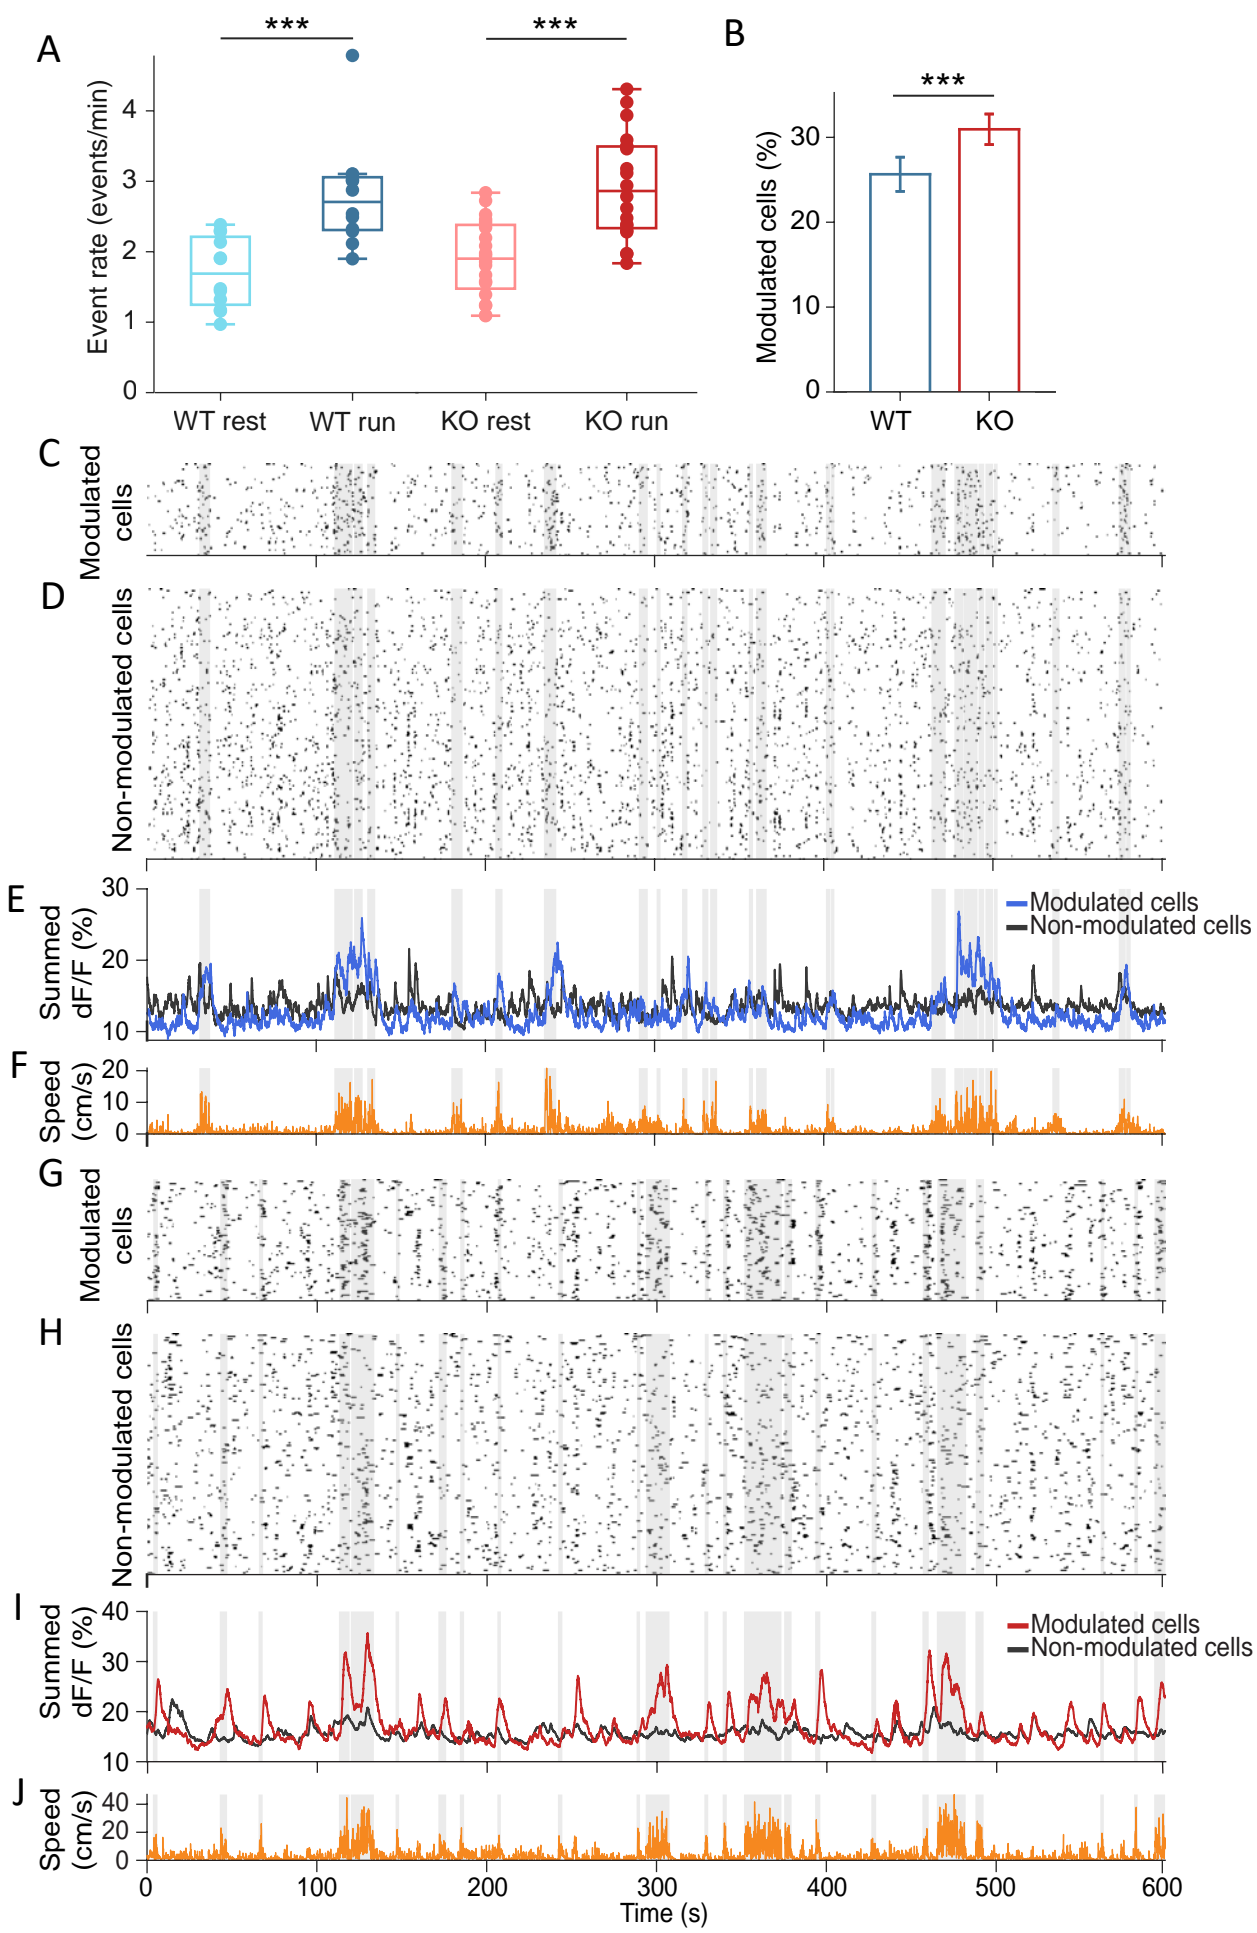 A
***
***
Event rate (events/min)
4
3
2
1
0
WT rest
WT run
KO rest
KO run
B
***
Modulated cells (%)
30
20
10
0
WT
KO
C
Modulated
cells
D
Non-modulated cells
E
Summed
dF/F (%)
30
20
10
Modulated cells
Non-modulated cells
F
Speed
(cm/s)
20
10
0
G
Modulated
cells
H
Non-modulated cells
I
Summed
dF/F (%)
40
30
20
10
Modulated cells
Non-modulated cells
J
Speed
(cm/s)
40
20
0
0 100 200 300 400 500 600
Time (s)